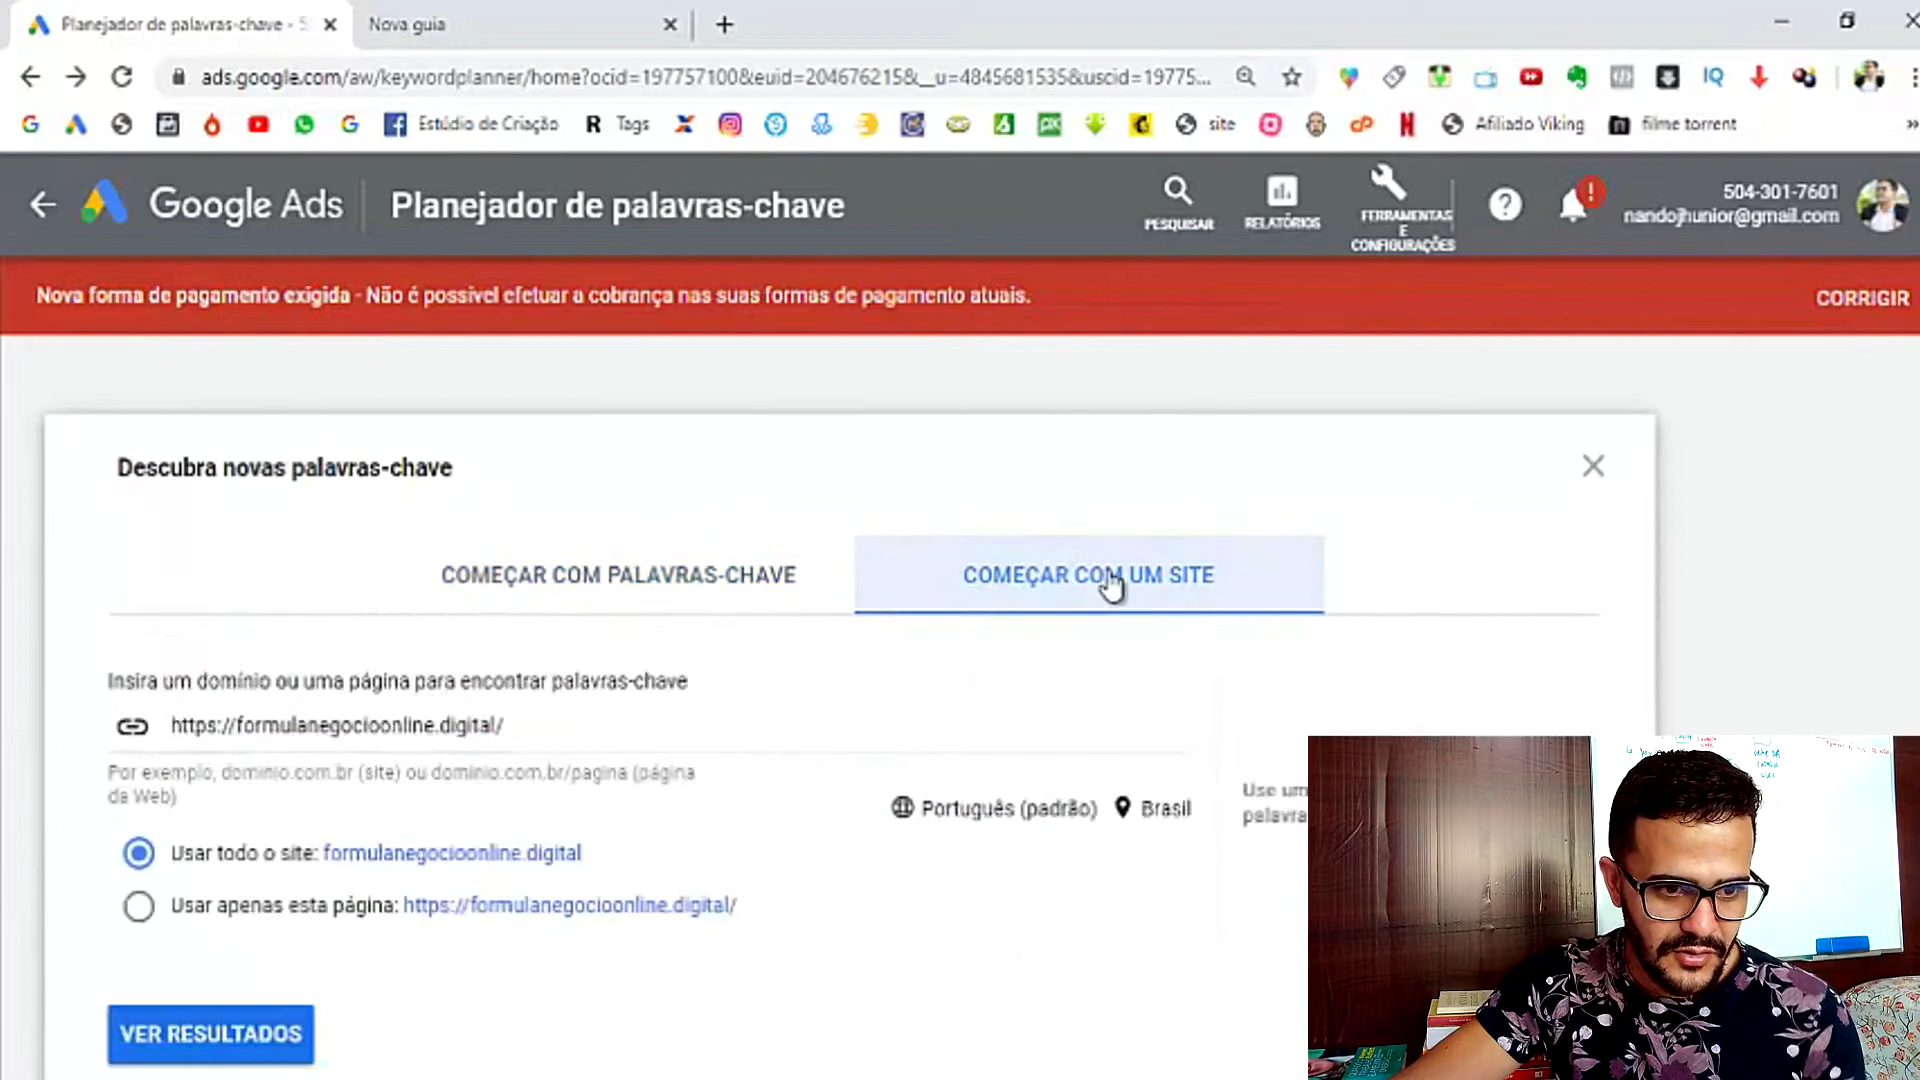 Planejador de palavras-chave - 5
Nova guia
ads.google.com/aw/keywordplanner/home?ocid=197757100&euid=204676215&__u=4845681535&uscid=19775...
Estúdio de Criação
Tags
site
Afiliado Viking
filme torrent
Google Ads
Planejador de palavras-chave
PESQUISAR
RELATÓRIOS
FERRAMENTAS
E
CONFIGURAÇÕES
504-301-7601
nandojhunior@gmail.com
Nova forma de pagamento exigida - Não é possível efetuar a cobrança nas suas formas de pagamento atuais.
CORRIGIR
Descubra novas palavras-chave
COMEÇAR COM PALAVRAS-CHAVE
COMEÇAR COM UM SITE
Insira um domínio ou uma página para encontrar palavras-chave
https://formulanegocioonline.digital/
Por exemplo, dominio.com.br (site) ou dominio.com.br/pagina (página
da Web)
Português (padrão)
Brasil
Use um
palavra
Usar todo o site: formulanegocioonline.digital
Usar apenas esta página: https://formulanegocioonline.digital/
VER RESULTADOS